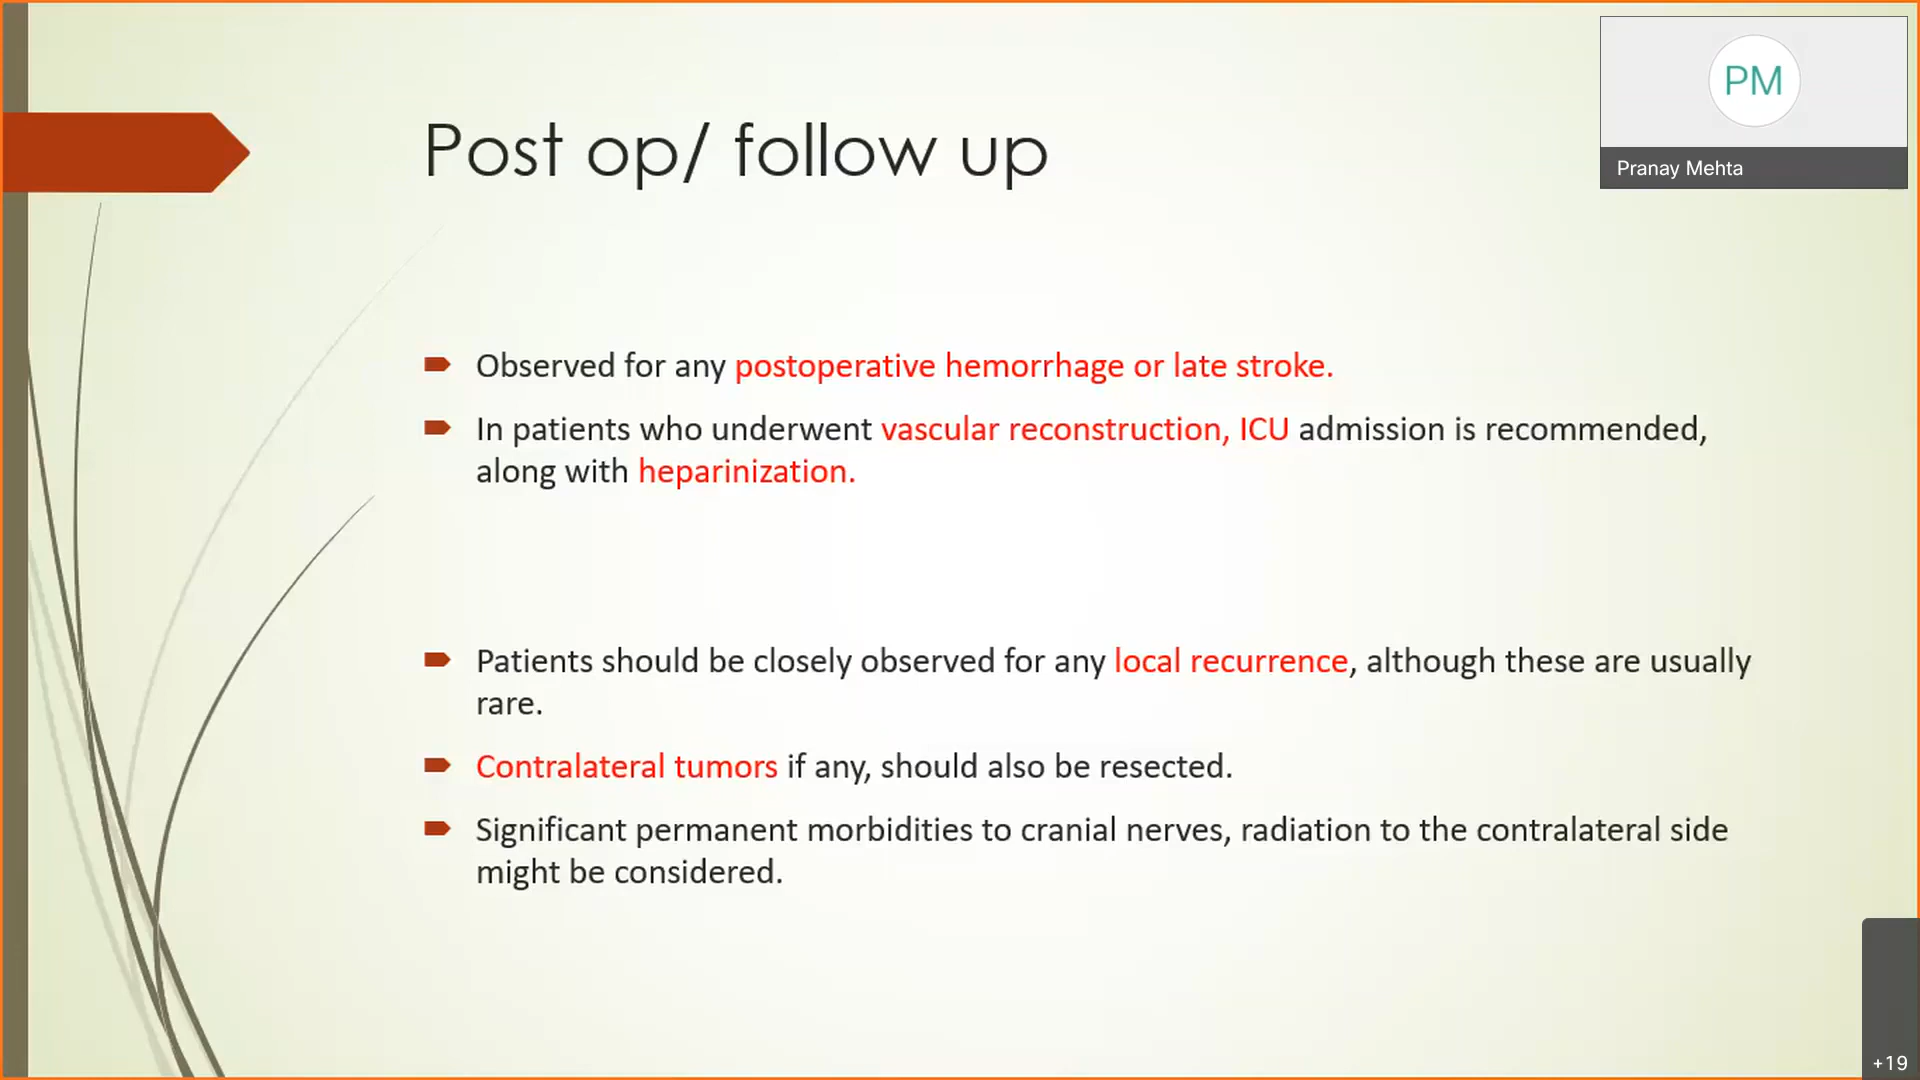 Post op/ follow up
PM
Pranay Mehta
Observed for any postoperative hemorrhage or late stroke.
In patients who underwent vascular reconstruction, ICU admission is recommended,
along with heparinization.
Patients should be closely observed for any local recurrence, although these are usually
rare.
Contralateral tumors if any, should also be resected.
Significant permanent morbidities to cranial nerves, radiation to the contralateral side
might be considered.
+19